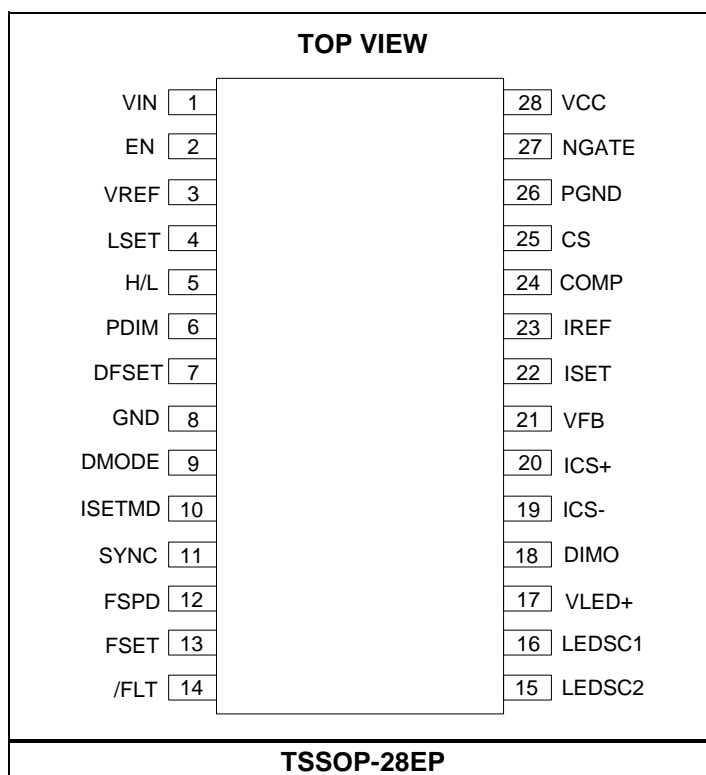 TOP VIEW
VIN 1 28 VCC
EN 2 27 NGATE
VREF 3 26 PGND
LSET 4 25 CS
H/L 5 24 COMP
PDIM 6 23 IREF
DFSET 7 22 ISET
GND 8 21 VFB
DMODE 9 20 ICS+
ISETMD 10 19 ICS-
SYNC 11 18 DIMO
FSPD 12 17 VLED+
FSET 13 16 LEDSC1
/FLT 14 15 LEDSC2
TSSOP-28EP